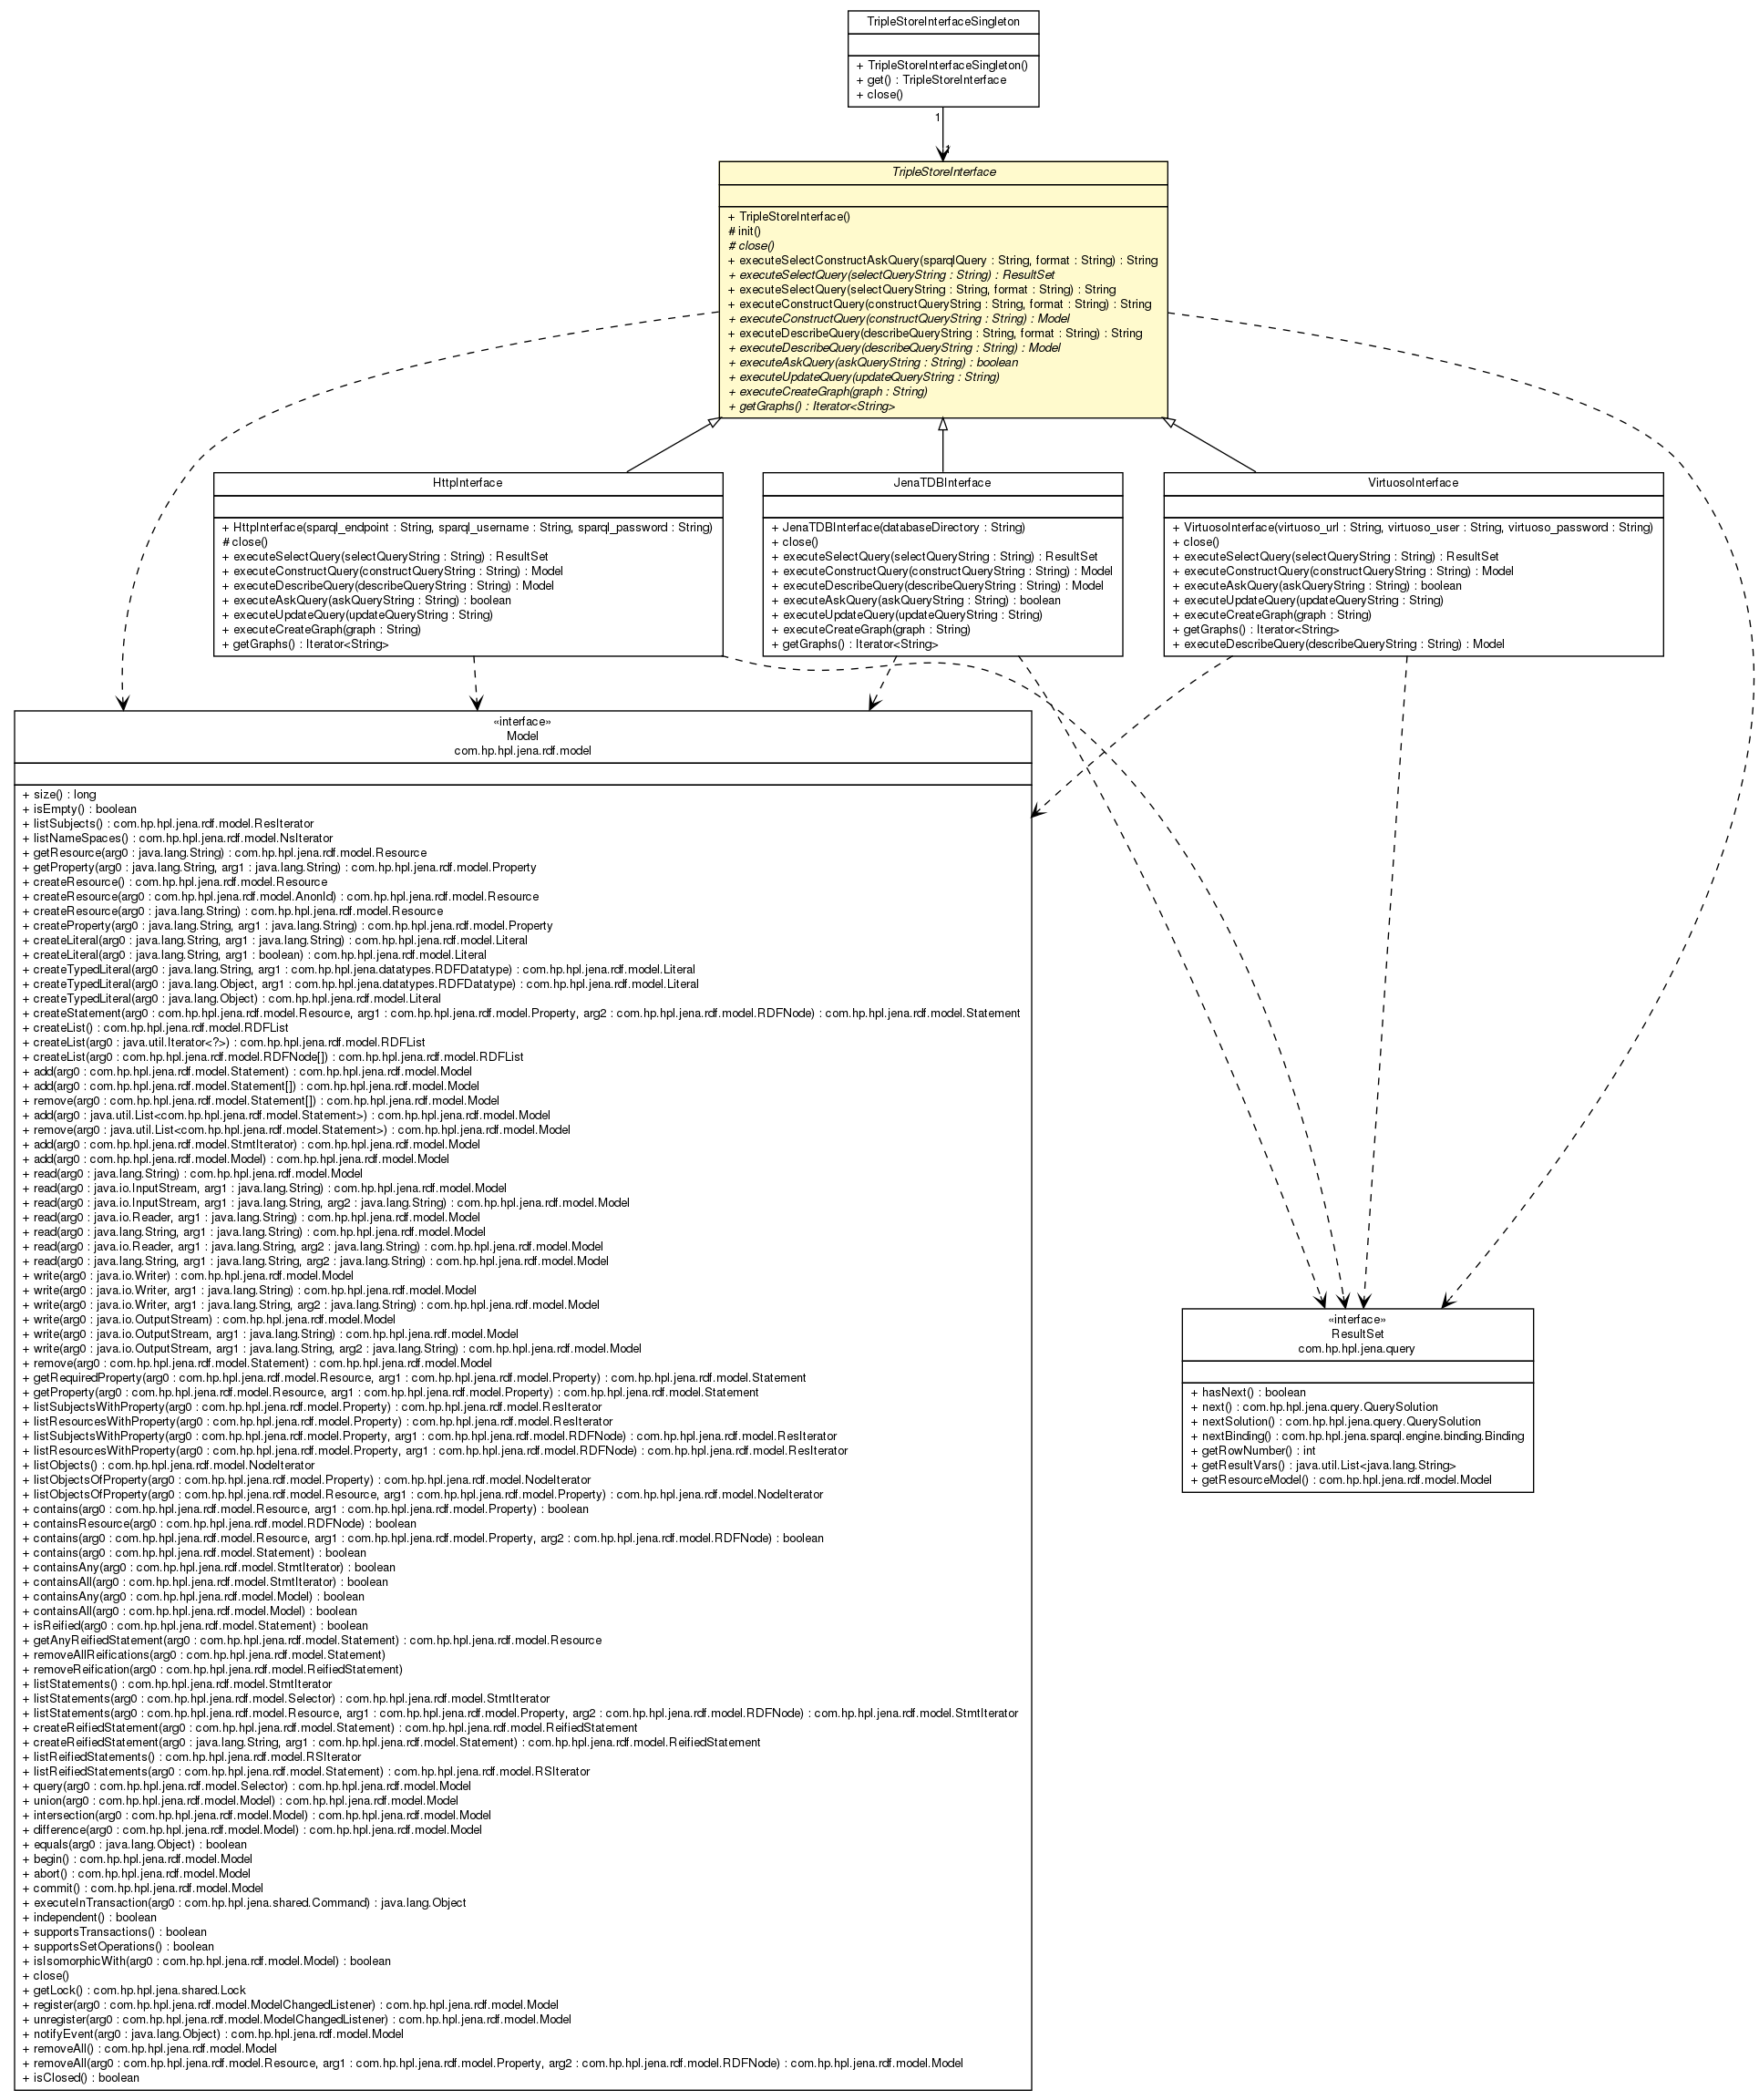 TripleStoreInterfaceSingleton
+ TripleStoreInterfaceSingleton()
+ get() : TripleStoreInterface
+ close()
1
1
TripleStoreInterface
+ TripleStoreInterface()
# init()
# close()
+ executeSelectConstructAskQuery(sparqlQuery : String, format : String) : String
+ executeSelectQuery(selectQueryString : String) : ResultSet
+ executeSelectQuery(selectQueryString : String, format : String) : String
+ executeConstructQuery(constructQueryString : String, format : String) : String
+ executeConstructQuery(constructQueryString : String) : Model
+ executeDescribeQuery(describeQueryString : String, format : String) : String
+ executeDescribeQuery(describeQueryString : String) : Model
+ executeAskQuery(askQueryString : String) : boolean
+ executeUpdateQuery(updateQueryString : String)
+ executeCreateGraph(graph : String)
+ getGraphs() : Iterator<String>
HttpInterface
+ HttpInterface(sparql_endpoint : String, sparql_username : String, sparql_password : String)
# close()
+ executeSelectQuery(selectQueryString : String) : ResultSet
+ executeConstructQuery(constructQueryString : String) : Model
+ executeDescribeQuery(describeQueryString : String) : Model
+ executeAskQuery(askQueryString : String) : boolean
+ executeUpdateQuery(updateQueryString : String)
+ executeCreateGraph(graph : String)
+ getGraphs() : Iterator<String>
JenaTDBInterface
+ JenaTDBInterface(databaseDirectory : String)
+ close()
+ executeSelectQuery(selectQueryString : String) : ResultSet
+ executeConstructQuery(constructQueryString : String) : Model
+ executeDescribeQuery(describeQueryString : String) : Model
+ executeAskQuery(askQueryString : String) : boolean
+ executeUpdateQuery(updateQueryString : String)
+ executeCreateGraph(graph : String)
+ getGraphs() : Iterator<String>
VirtuosoInterface
+ VirtuosoInterface(virtuoso_url : String, virtuoso_user : String, virtuoso_password : String)
+ close()
+ executeSelectQuery(selectQueryString : String) : ResultSet
+ executeConstructQuery(constructQueryString : String) : Model
+ executeAskQuery(askQueryString : String) : boolean
+ executeUpdateQuery(updateQueryString : String)
+ executeCreateGraph(graph : String)
+ getGraphs() : Iterator<String>
+ executeDescribeQuery(describeQueryString : String) : Model
«interface»
Model
com.hp.hpl.jena.rdf.model
+ size() : long
+ isEmpty() : boolean
+ listSubjects() : com.hp.hpl.jena.rdf.model.ResIterator
+ listNameSpaces() : com.hp.hpl.jena.rdf.model.NsIterator
+ getResource(arg0 : java.lang.String) : com.hp.hpl.jena.rdf.model.Resource
+ getProperty(arg0 : java.lang.String, arg1 : java.lang.String) : com.hp.hpl.jena.rdf.model.Property
+ createResource() : com.hp.hpl.jena.rdf.model.Resource
+ createResource(arg0 : com.hp.hpl.jena.rdf.model.AnonId) : com.hp.hpl.jena.rdf.model.Resource
+ createResource(arg0 : java.lang.String) : com.hp.hpl.jena.rdf.model.Resource
+ createProperty(arg0 : java.lang.String, arg1 : java.lang.String) : com.hp.hpl.jena.rdf.model.Property
+ createLiteral(arg0 : java.lang.String, arg1 : java.lang.String) : com.hp.hpl.jena.rdf.model.Literal
+ createLiteral(arg0 : java.lang.String, arg1 : boolean) : com.hp.hpl.jena.rdf.model.Literal
+ createTypedLiteral(arg0 : java.lang.String, arg1 : com.hp.hpl.jena.datatypes.RDFDatatype) : com.hp.hpl.jena.rdf.model.Literal
+ createTypedLiteral(arg0 : java.lang.Object, arg1 : com.hp.hpl.jena.datatypes.RDFDatatype) : com.hp.hpl.jena.rdf.model.Literal
+ createTypedLiteral(arg0 : java.lang.Object) : com.hp.hpl.jena.rdf.model.Literal
+ createStatement(arg0 : com.hp.hpl.jena.rdf.model.Resource, arg1 : com.hp.hpl.jena.rdf.model.Property, arg2 : com.hp.hpl.jena.rdf.model.RDFNode) : com.hp.hpl.jena.rdf.model.Statement
+ createList() : com.hp.hpl.jena.rdf.model.RDFList
+ createList(arg0 : java.util.Iterator<?>) : com.hp.hpl.jena.rdf.model.RDFList
+ createList(arg0 : com.hp.hpl.jena.rdf.model.RDFNode[]) : com.hp.hpl.jena.rdf.model.RDFList
+ add(arg0 : com.hp.hpl.jena.rdf.model.Statement) : com.hp.hpl.jena.rdf.model.Model
+ add(arg0 : com.hp.hpl.jena.rdf.model.Statement[]) : com.hp.hpl.jena.rdf.model.Model
+ remove(arg0 : com.hp.hpl.jena.rdf.model.Statement[]) : com.hp.hpl.jena.rdf.model.Model
+ add(arg0 : java.util.List<com.hp.hpl.jena.rdf.model.Statement>) : com.hp.hpl.jena.rdf.model.Model
+ remove(arg0 : java.util.List<com.hp.hpl.jena.rdf.model.Statement>) : com.hp.hpl.jena.rdf.model.Model
+ add(arg0 : com.hp.hpl.jena.rdf.model.StmtIterator) : com.hp.hpl.jena.rdf.model.Model
+ add(arg0 : com.hp.hpl.jena.rdf.model.Model) : com.hp.hpl.jena.rdf.model.Model
+ read(arg0 : java.lang.String) : com.hp.hpl.jena.rdf.model.Model
+ read(arg0 : java.io.InputStream, arg1 : java.lang.String) : com.hp.hpl.jena.rdf.model.Model
+ read(arg0 : java.io.InputStream, arg1 : java.lang.String, arg2 : java.lang.String) : com.hp.hpl.jena.rdf.model.Model
+ read(arg0 : java.io.Reader, arg1 : java.lang.String) : com.hp.hpl.jena.rdf.model.Model
+ read(arg0 : java.lang.String, arg1 : java.lang.String) : com.hp.hpl.jena.rdf.model.Model
+ read(arg0 : java.io.Reader, arg1 : java.lang.String, arg2 : java.lang.String) : com.hp.hpl.jena.rdf.model.Model
+ read(arg0 : java.lang.String, arg1 : java.lang.String, arg2 : java.lang.String) : com.hp.hpl.jena.rdf.model.Model
+ write(arg0 : java.io.Writer) : com.hp.hpl.jena.rdf.model.Model
+ write(arg0 : java.io.Writer, arg1 : java.lang.String) : com.hp.hpl.jena.rdf.model.Model
+ write(arg0 : java.io.Writer, arg1 : java.lang.String, arg2 : java.lang.String) : com.hp.hpl.jena.rdf.model.Model
+ write(arg0 : java.io.OutputStream) : com.hp.hpl.jena.rdf.model.Model
+ write(arg0 : java.io.OutputStream, arg1 : java.lang.String) : com.hp.hpl.jena.rdf.model.Model
+ write(arg0 : java.io.OutputStream, arg1 : java.lang.String, arg2 : java.lang.String) : com.hp.hpl.jena.rdf.model.Model
+ remove(arg0 : com.hp.hpl.jena.rdf.model.Statement) : com.hp.hpl.jena.rdf.model.Model
+ getRequiredProperty(arg0 : com.hp.hpl.jena.rdf.model.Resource, arg1 : com.hp.hpl.jena.rdf.model.Property) : com.hp.hpl.jena.rdf.model.Statement
+ getProperty(arg0 : com.hp.hpl.jena.rdf.model.Resource, arg1 : com.hp.hpl.jena.rdf.model.Property) : com.hp.hpl.jena.rdf.model.Statement
+ listSubjectsWithProperty(arg0 : com.hp.hpl.jena.rdf.model.Property) : com.hp.hpl.jena.rdf.model.ResIterator
+ listResourcesWithProperty(arg0 : com.hp.hpl.jena.rdf.model.Property) : com.hp.hpl.jena.rdf.model.ResIterator
+ listSubjectsWithProperty(arg0 : com.hp.hpl.jena.rdf.model.Property, arg1 : com.hp.hpl.jena.rdf.model.RDFNode) : com.hp.hpl.jena.rdf.model.ResIterator
+ listResourcesWithProperty(arg0 : com.hp.hpl.jena.rdf.model.Property, arg1 : com.hp.hpl.jena.rdf.model.RDFNode) : com.hp.hpl.jena.rdf.model.ResIterator
+ listObjects() : com.hp.hpl.jena.rdf.model.NodeIterator
+ listObjectsOfProperty(arg0 : com.hp.hpl.jena.rdf.model.Property) : com.hp.hpl.jena.rdf.model.NodeIterator
+ listObjectsOfProperty(arg0 : com.hp.hpl.jena.rdf.model.Resource, arg1 : com.hp.hpl.jena.rdf.model.Property) : com.hp.hpl.jena.rdf.model.NodeIterator
+ contains(arg0 : com.hp.hpl.jena.rdf.model.Resource, arg1 : com.hp.hpl.jena.rdf.model.Property) : boolean
+ containsResource(arg0 : com.hp.hpl.jena.rdf.model.RDFNode) : boolean
+ contains(arg0 : com.hp.hpl.jena.rdf.model.Resource, arg1 : com.hp.hpl.jena.rdf.model.Property, arg2 : com.hp.hpl.jena.rdf.model.RDFNode) : boolean
+ contains(arg0 : com.hp.hpl.jena.rdf.model.Statement) : boolean
+ containsAny(arg0 : com.hp.hpl.jena.rdf.model.StmtIterator) : boolean
+ containsAll(arg0 : com.hp.hpl.jena.rdf.model.StmtIterator) : boolean
+ containsAny(arg0 : com.hp.hpl.jena.rdf.model.Model) : boolean
+ containsAll(arg0 : com.hp.hpl.jena.rdf.model.Model) : boolean
+ isReified(arg0 : com.hp.hpl.jena.rdf.model.Statement) : boolean
+ getAnyReifiedStatement(arg0 : com.hp.hpl.jena.rdf.model.Statement) : com.hp.hpl.jena.rdf.model.Resource
+ removeAllReifications(arg0 : com.hp.hpl.jena.rdf.model.Statement)
+ removeReification(arg0 : com.hp.hpl.jena.rdf.model.ReifiedStatement)
+ listStatements() : com.hp.hpl.jena.rdf.model.StmtIterator
+ listStatements(arg0 : com.hp.hpl.jena.rdf.model.Selector) : com.hp.hpl.jena.rdf.model.StmtIterator
+ listStatements(arg0 : com.hp.hpl.jena.rdf.model.Resource, arg1 : com.hp.hpl.jena.rdf.model.Property, arg2 : com.hp.hpl.jena.rdf.model.RDFNode) : com.hp.hpl.jena.rdf.model.StmtIterator
+ createReifiedStatement(arg0 : com.hp.hpl.jena.rdf.model.Statement) : com.hp.hpl.jena.rdf.model.ReifiedStatement
+ createReifiedStatement(arg0 : java.lang.String, arg1 : com.hp.hpl.jena.rdf.model.Statement) : com.hp.hpl.jena.rdf.model.ReifiedStatement
+ listReifiedStatements() : com.hp.hpl.jena.rdf.model.RSIterator
+ listReifiedStatements(arg0 : com.hp.hpl.jena.rdf.model.Statement) : com.hp.hpl.jena.rdf.model.RSIterator
+ query(arg0 : com.hp.hpl.jena.rdf.model.Selector) : com.hp.hpl.jena.rdf.model.Model
+ union(arg0 : com.hp.hpl.jena.rdf.model.Model) : com.hp.hpl.jena.rdf.model.Model
+ intersection(arg0 : com.hp.hpl.jena.rdf.model.Model) : com.hp.hpl.jena.rdf.model.Model
+ difference(arg0 : com.hp.hpl.jena.rdf.model.Model) : com.hp.hpl.jena.rdf.model.Model
+ equals(arg0 : java.lang.Object) : boolean
+ begin() : com.hp.hpl.jena.rdf.model.Model
+ abort() : com.hp.hpl.jena.rdf.model.Model
+ commit() : com.hp.hpl.jena.rdf.model.Model
+ executeInTransaction(arg0 : com.hp.hpl.jena.shared.Command) : java.lang.Object
+ independent() : boolean
+ supportsTransactions() : boolean
+ supportsSetOperations() : boolean
+ isIsomorphicWith(arg0 : com.hp.hpl.jena.rdf.model.Model) : boolean
+ close()
+ getLock() : com.hp.hpl.jena.shared.Lock
+ register(arg0 : com.hp.hpl.jena.rdf.model.ModelChangedListener) : com.hp.hpl.jena.rdf.model.Model
+ unregister(arg0 : com.hp.hpl.jena.rdf.model.ModelChangedListener) : com.hp.hpl.jena.rdf.model.Model
+ notifyEvent(arg0 : java.lang.Object) : com.hp.hpl.jena.rdf.model.Model
+ removeAll() : com.hp.hpl.jena.rdf.model.Model
+ removeAll(arg0 : com.hp.hpl.jena.rdf.model.Resource, arg1 : com.hp.hpl.jena.rdf.model.Property, arg2 : com.hp.hpl.jena.rdf.model.RDFNode) : com.hp.hpl.jena.rdf.model.Model
+ isClosed() : boolean
«interface»
ResultSet
com.hp.hpl.jena.query
+ hasNext() : boolean
+ next() : com.hp.hpl.jena.query.QuerySolution
+ nextSolution() : com.hp.hpl.jena.query.QuerySolution
+ nextBinding() : com.hp.hpl.jena.sparql.engine.binding.Binding
+ getRowNumber() : int
+ getResultVars() : java.util.List<java.lang.String>
+ getResourceModel() : com.hp.hpl.jena.rdf.model.Model